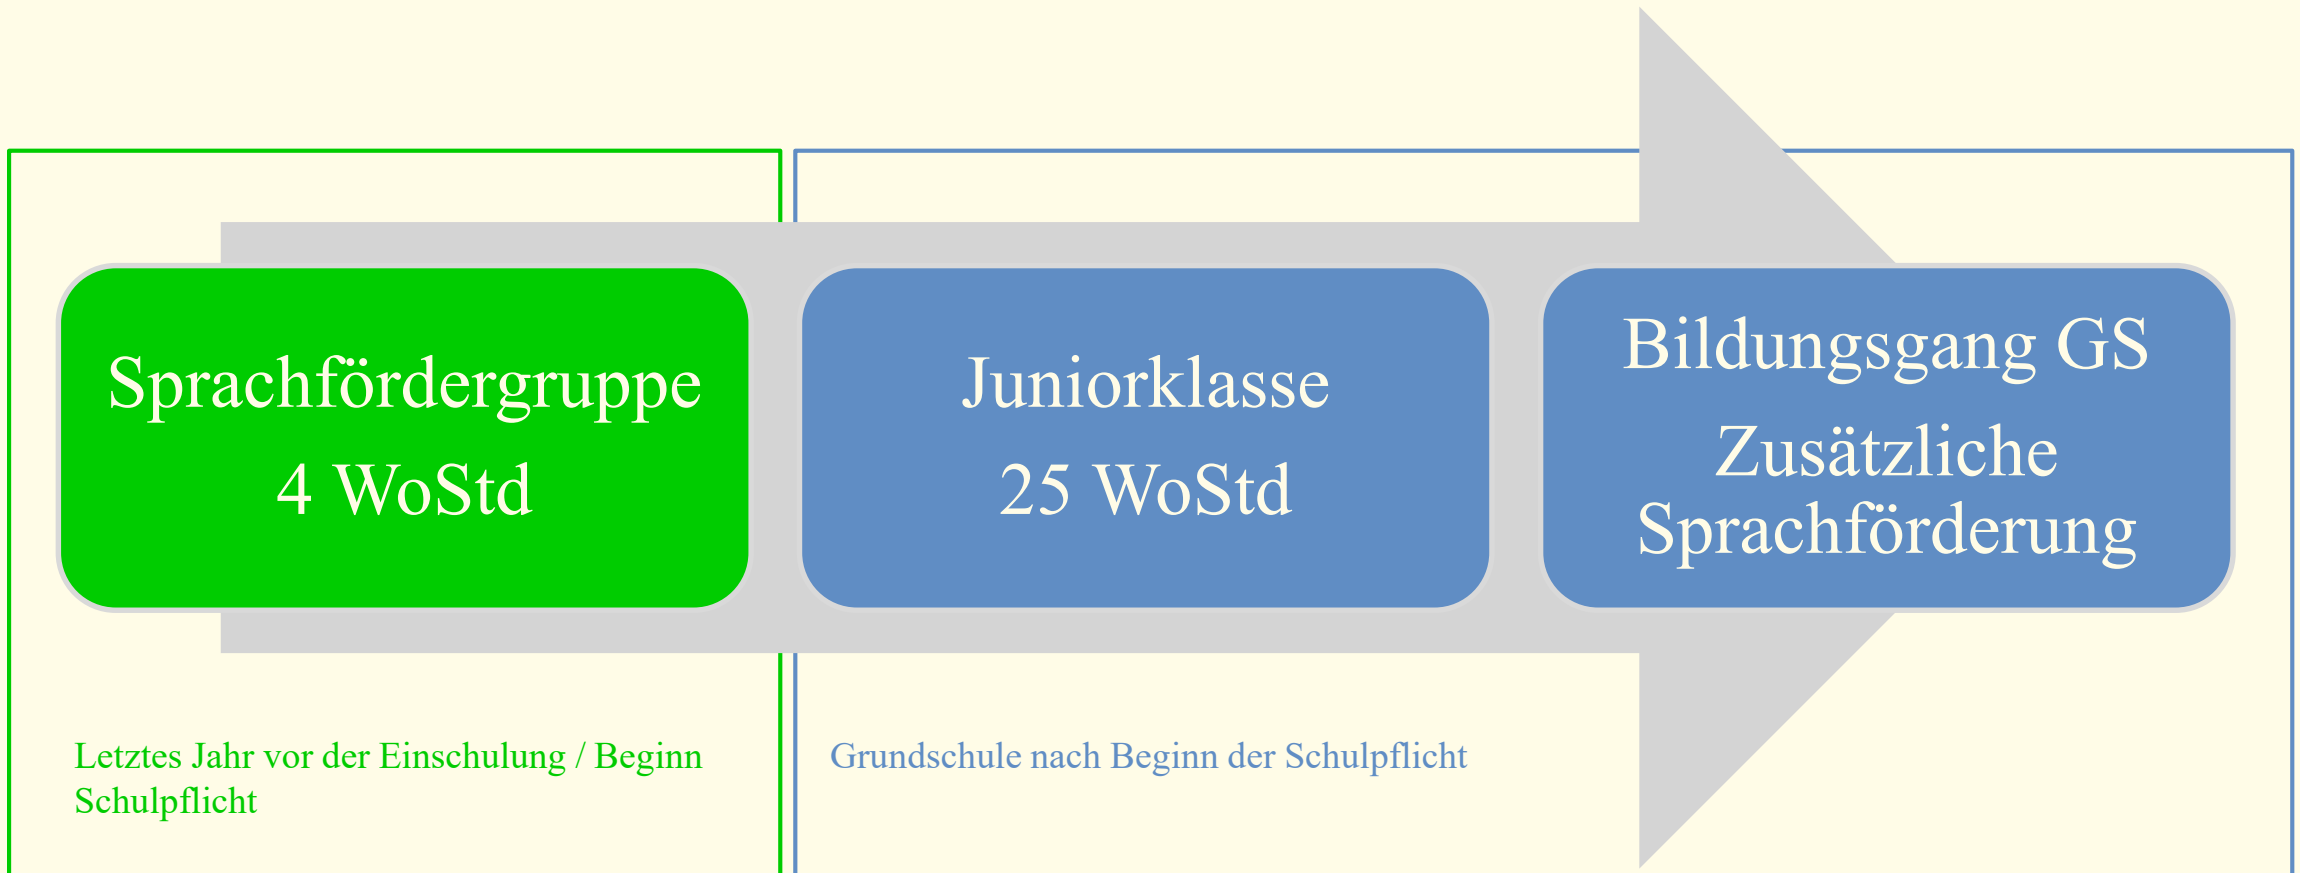 Sprachfördergruppe
4 WoStd
Juniorklasse
25 WoStd
Bildungsgang GS
Zusätzliche
Sprachförderung
Letztes Jahr vor der Einschulung / Beginn
Schulpflicht
Grundschule nach Beginn der Schulpflicht